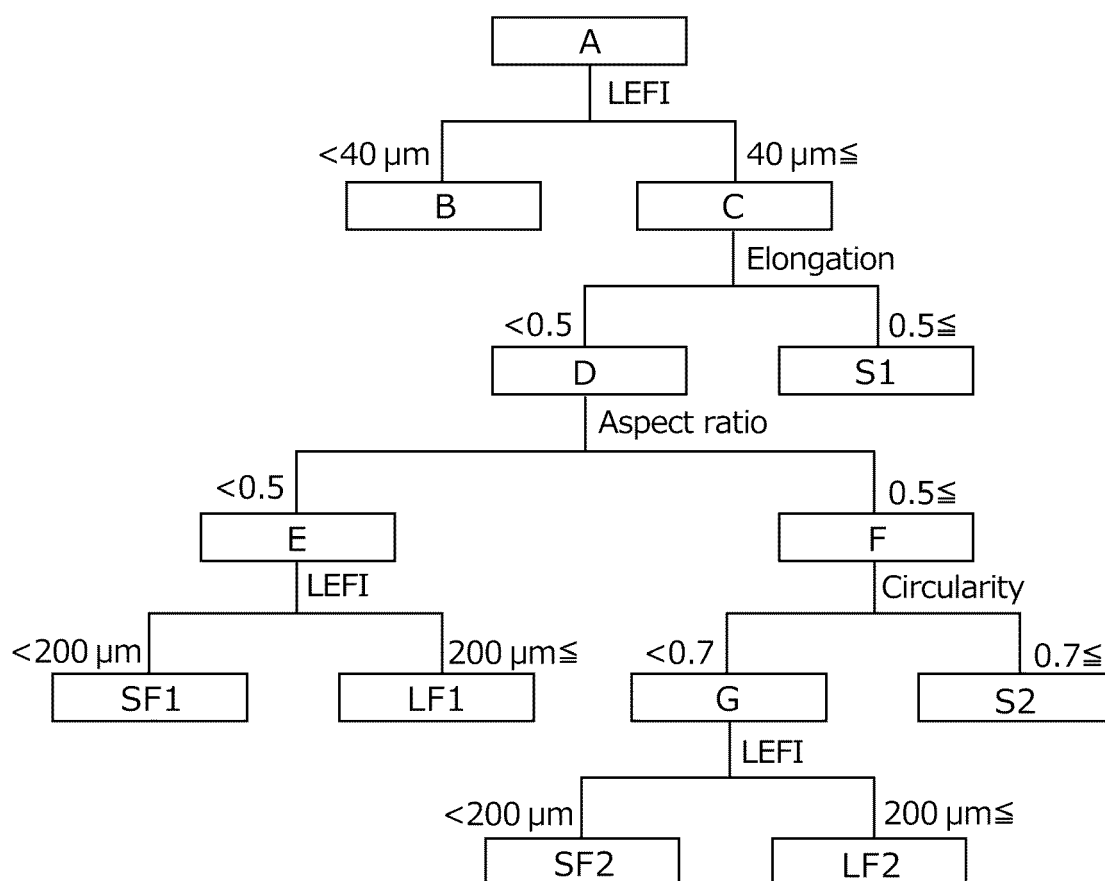 A
LEFI
<40 μm 40 μm≦
B C
Elongation
<0.5 0.5≦
D S1
Aspect ratio
<0.5 0.5≦
E F
LEFI Circularity
<200 μm 200 μm≦ <0.7 0.7≦
SF1 LF1 G S2
LEFI
<200 μm 200 μm≦
SF2 LF2